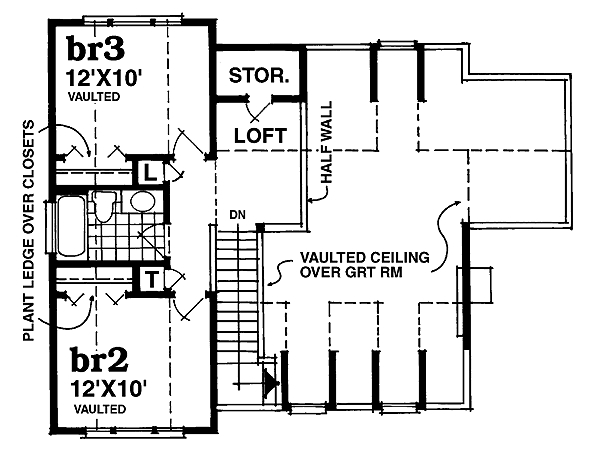 br3
12'X10'
VAULTED
STOR.
LOFT
HALF WALL
PLANT LEDGE OVER CLOSETS
L
DN
VAULTED CEILING
OVER GRT RM
T
br2
12'X10'
VAULTED